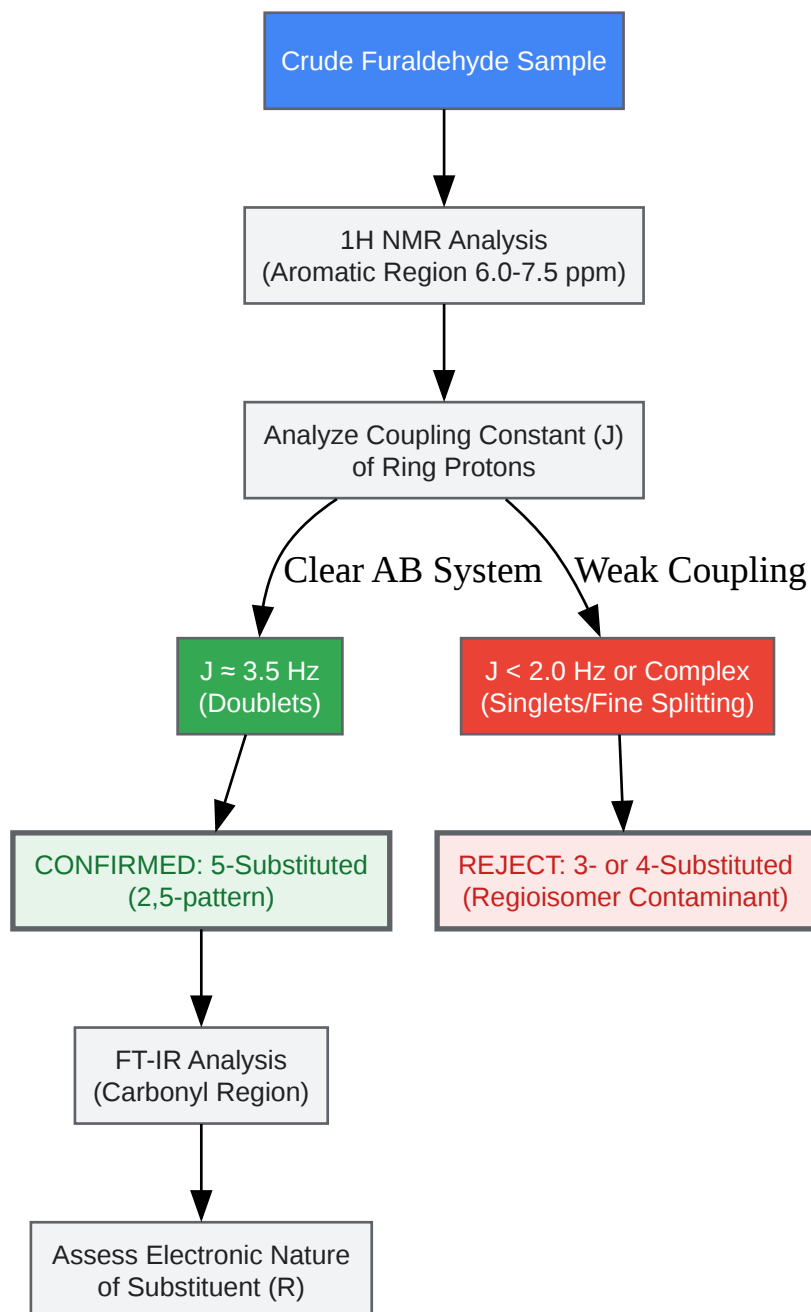 Crude Furaldehyde Sample
1H NMR Analysis
(Aromatic Region 6.0-7.5 ppm)
Analyze Coupling Constant (J)
of Ring Protons
Clear AB System
Weak Coupling
J ≈ 3.5 Hz
(Doublets)
J < 2.0 Hz or Complex
(Singlets/Fine Splitting)
CONFIRMED: 5-Substituted
(2,5-pattern)
REJECT: 3- or 4-Substituted
(Regioisomer Contaminant)
FT-IR Analysis
(Carbonyl Region)
Assess Electronic Nature
of Substituent (R)